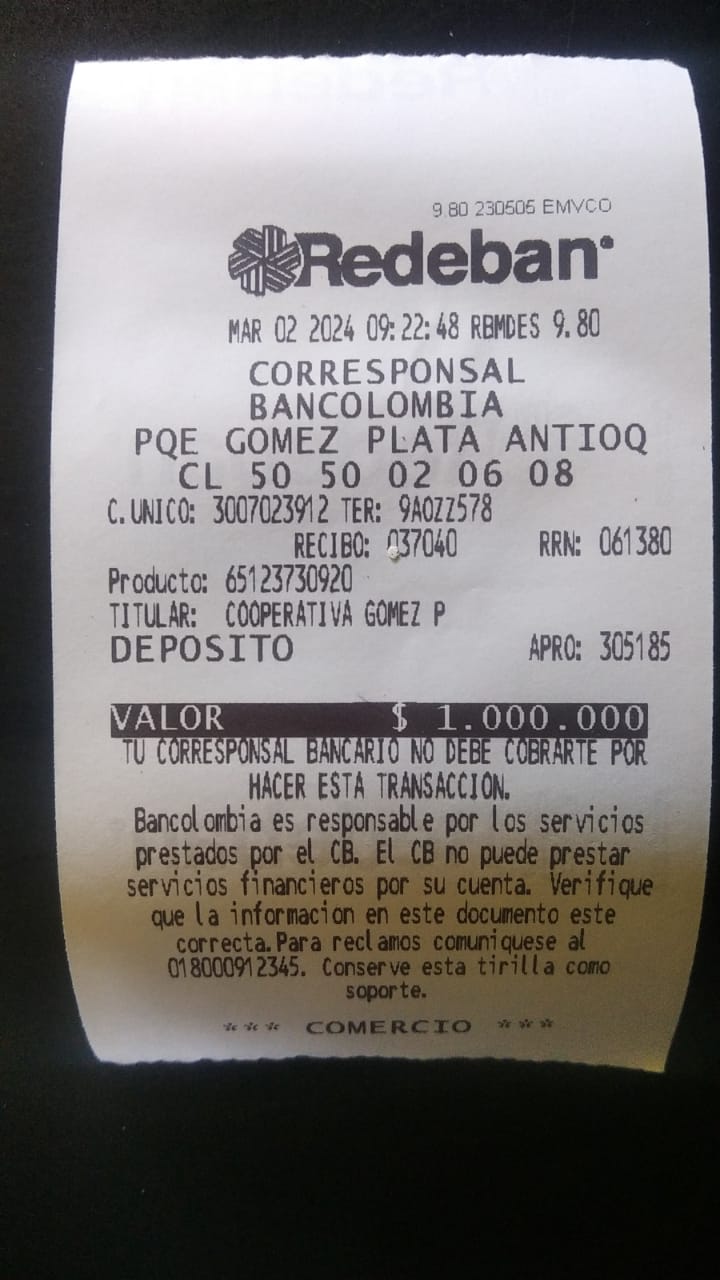 9.80 230505 EMVCO
Redeban
MAR 02 2024 09:22:48 RBMDES 9.80
CORRESPONSAL
BANCOLOMBIA
PQE GOMEZ PLATA ANTIOQ
CL 50 50 02 06 08
C.UNICO: 3007023912 TER: 9AOZZ578
RECIBO: 037040 RRN: 061380
Producto: 65123730920
TITULAR: COOPERATIVA GOMEZ P
DEPOSITO APRO: 305185
VALOR $ 1.000.000
TU CORRESPONSAL BANCARIO NO DEBE COBRARTE POR
HACER ESTA TRANSACCION.
Bancolombia es responsable por los servicios
prestados por el CB. El CB no puede prestar
servicios financieros por su cuenta. Verifique
que la informacion en este documento este
correcta.Para reclamos comuniquese al
018000912345. Conserve esta tirilla como
soporte.
*** COMERCIO ***